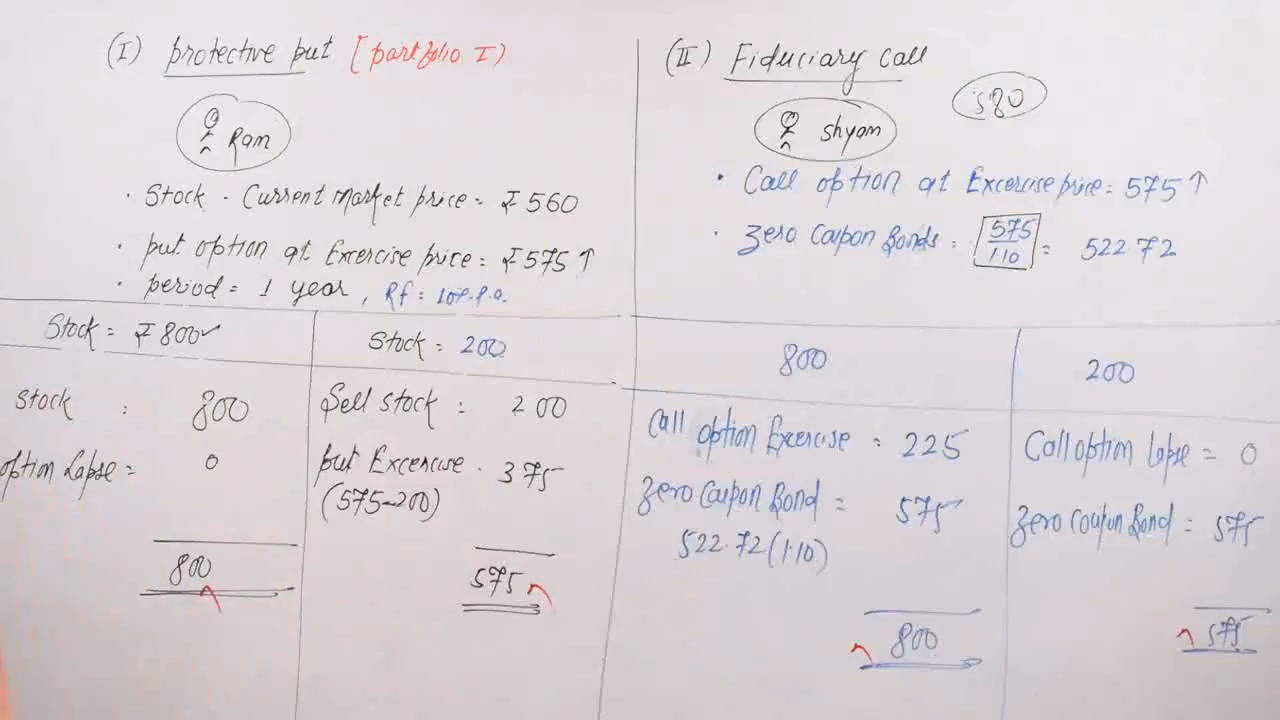 (I) protective put [portfolio I]
Ram
· Stock - Current market price = ₹560
· put option at Exercise price = ₹575 ↑
· period = 1 year, Rf = 10% p.a.
Stock = ₹800 ✓
Stock : 800
option Lapse = 0
800
Stock = 200
Sell stock : 200
put Excercise · 375
(575-200)
575
(II) Fiduciary call
580
Shyam
· Call option at Excercise price = 575 ↑
· Zero Coupon Bonds = 575/1.10 = 522.72
800
Call option Exercise = 225
Zero Coupon Bond = 575
522.72 (1.10)
800
200
Call option lapse = 0
Zero Coupon Bond = 575
575